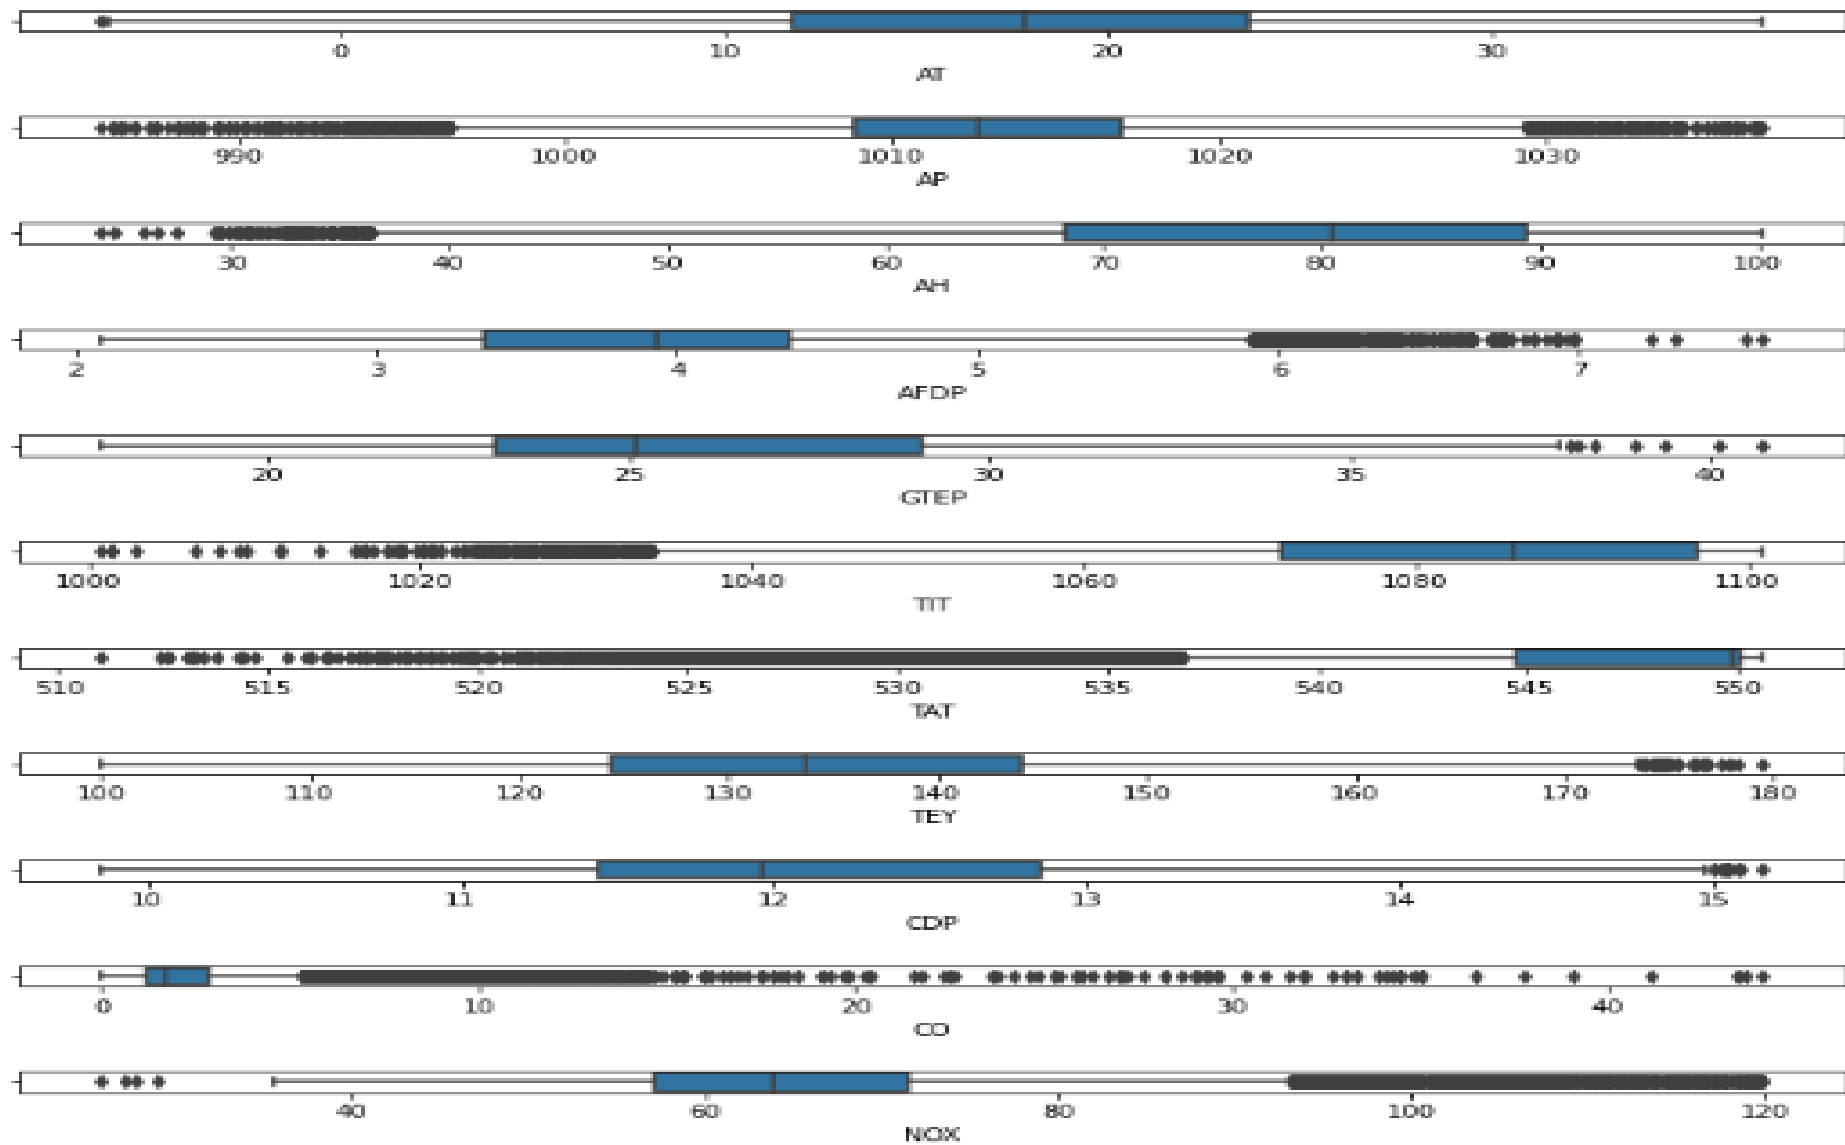 0 10 20 30
AT
990 1000 1010 1020 1030
AP
30 40 50 60 70 80 90 100
AH
2 3 4 5 6 7
AFDP
20 25 30 35 40
GTEP
1000 1020 1040 1060 1080 1100
TIT
510 515 520 525 530 535 540 545 550
TAT
100 110 120 130 140 150 160 170 180
TEY
10 11 12 13 14 15
CDP
0 10 20 30 40
CO
40 60 80 100 120
NOX